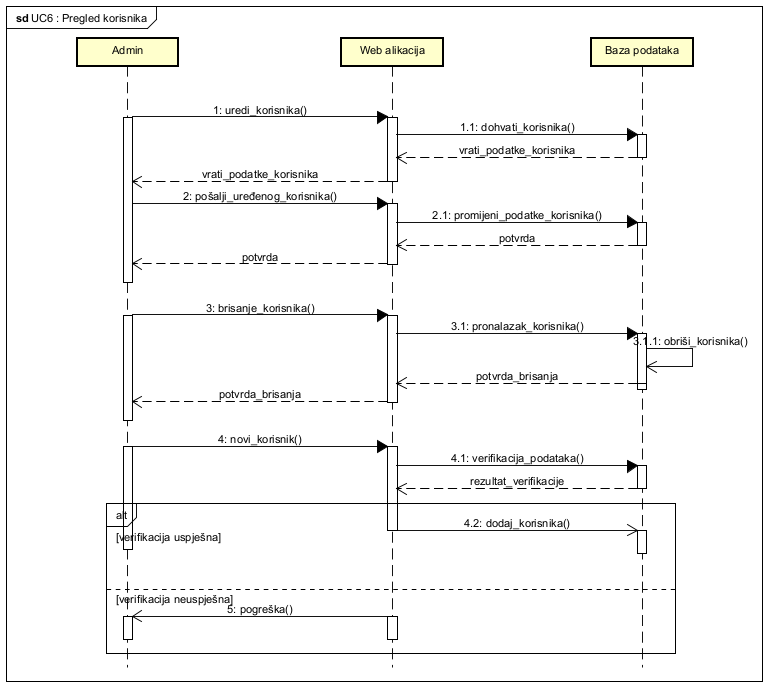 sd UC6 : Pregled korisnika
Admin
Web alikacija
Baza podataka
1: uredi_korisnika()
1.1: dohvati_korisnika()
vrati_podatke_korisnika
vrati_podatke_korisnika
2: pošalji_uređenog_korisnika()
2.1: promijeni_podatke_korisnika()
potvrda
potvrda
3: brisanje_korisnika()
3.1: pronalazak_korisnika()
3.1.1: obriši_korisnika()
potvrda_brisanja
potvrda_brisanja
4: novi_korisnik()
4.1: verifikacija_podataka()
rezultat_verifikacije
alt
4.2: dodaj_korisnika()
[verifikacija uspješna]
[verifikacija neuspješna]
5: pogreška()